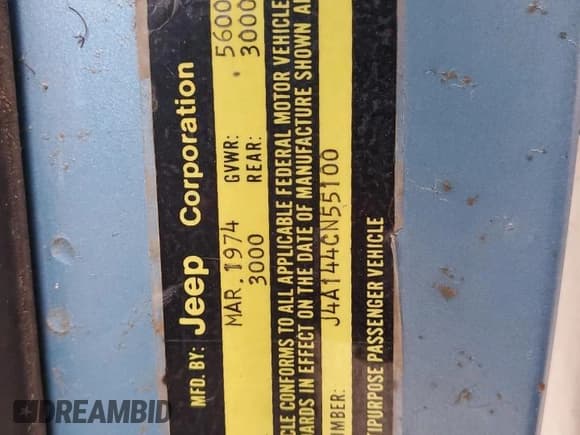 MFD. BY: Jeep Corporation
MAR. 1974 GVWR: 5600
3000 REAR: 3000
CLE CONFORMS TO ALL APPLICABLE FEDERAL MOTOR VEHICLE
ARDS IN EFFECT ON THE DATE OF MANUFACTURE SHOWN A
MBER: J4A144CN55100
TIPURPOSE PASSENGER VEHICLE
DREAMBID